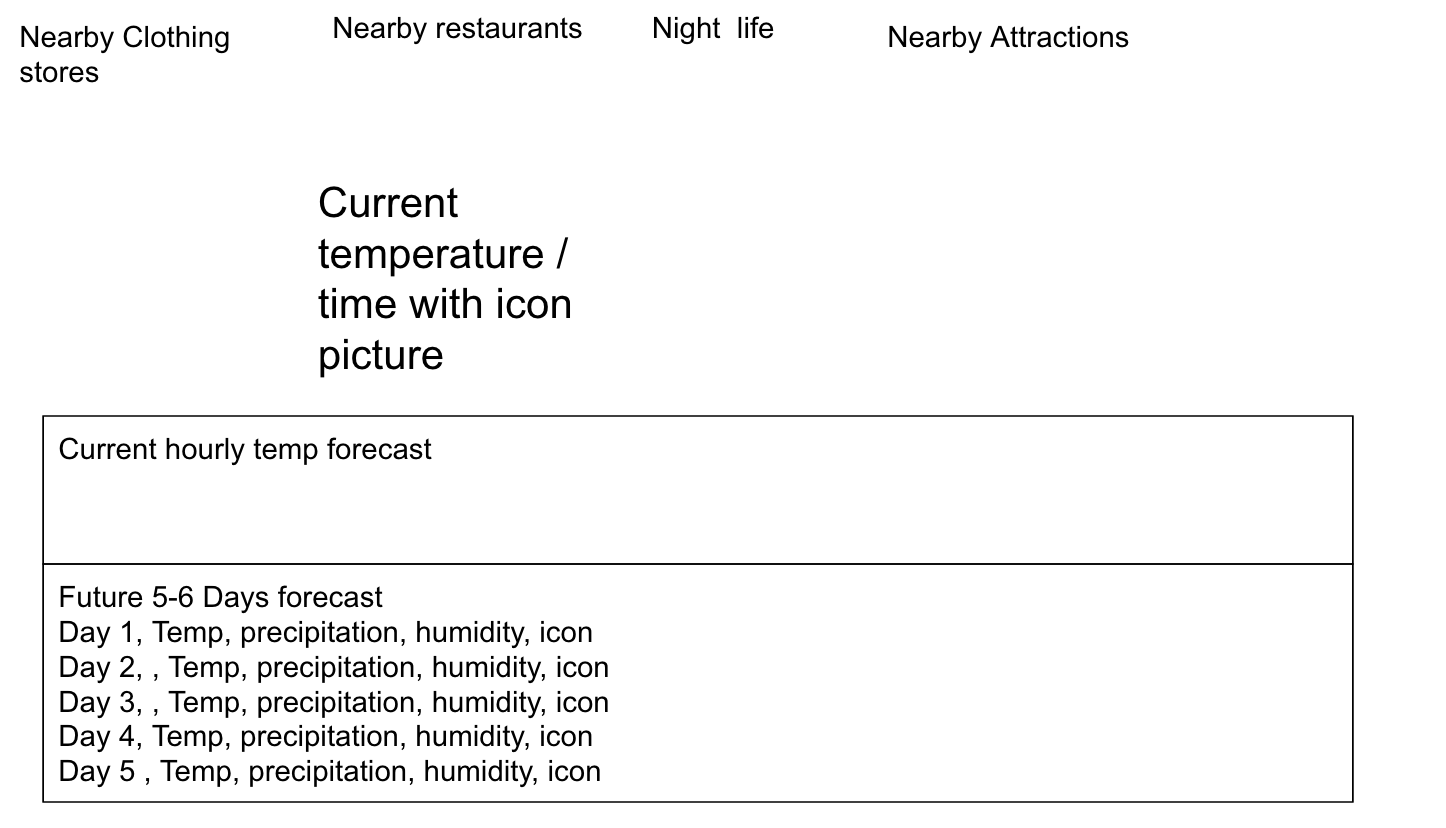 Nearby Clothing
stores
Nearby restaurants
Night  life
Nearby Attractions
Current
temperature /
time with icon
picture
Current hourly temp forecast
Future 5-6 Days forecast
Day 1, Temp, precipitation, humidity, icon
Day 2, , Temp, precipitation, humidity, icon
Day 3, , Temp, precipitation, humidity, icon
Day 4, Temp, precipitation, humidity, icon
Day 5 , Temp, precipitation, humidity, icon